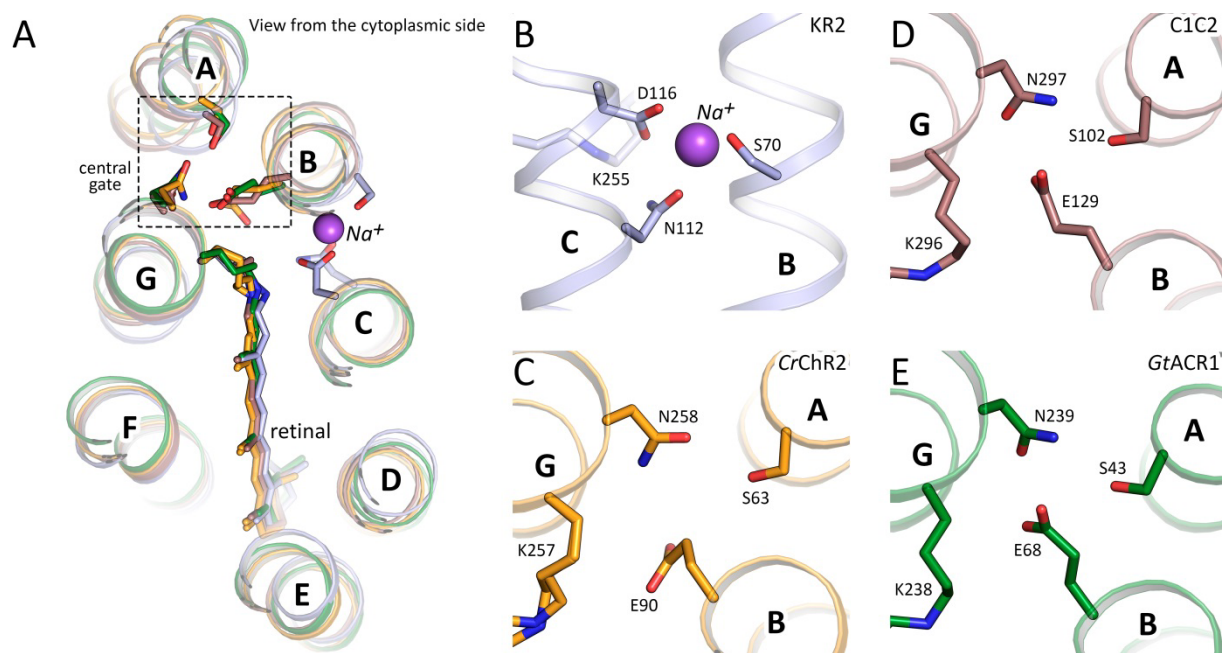 A
View from the cytoplasmic side
A
central
gate
B
Na⁺
G
C
F
retinal
D
E
B
KR2
D116
Na⁺
S70
K255
N112
C
B
C
CrChR2
N258
A
G
S63
K257
E90
B
D
C1C2
N297
A
G
S102
E129
K296
B
E
GtACR1
N239
A
G
S43
E68
K238
B